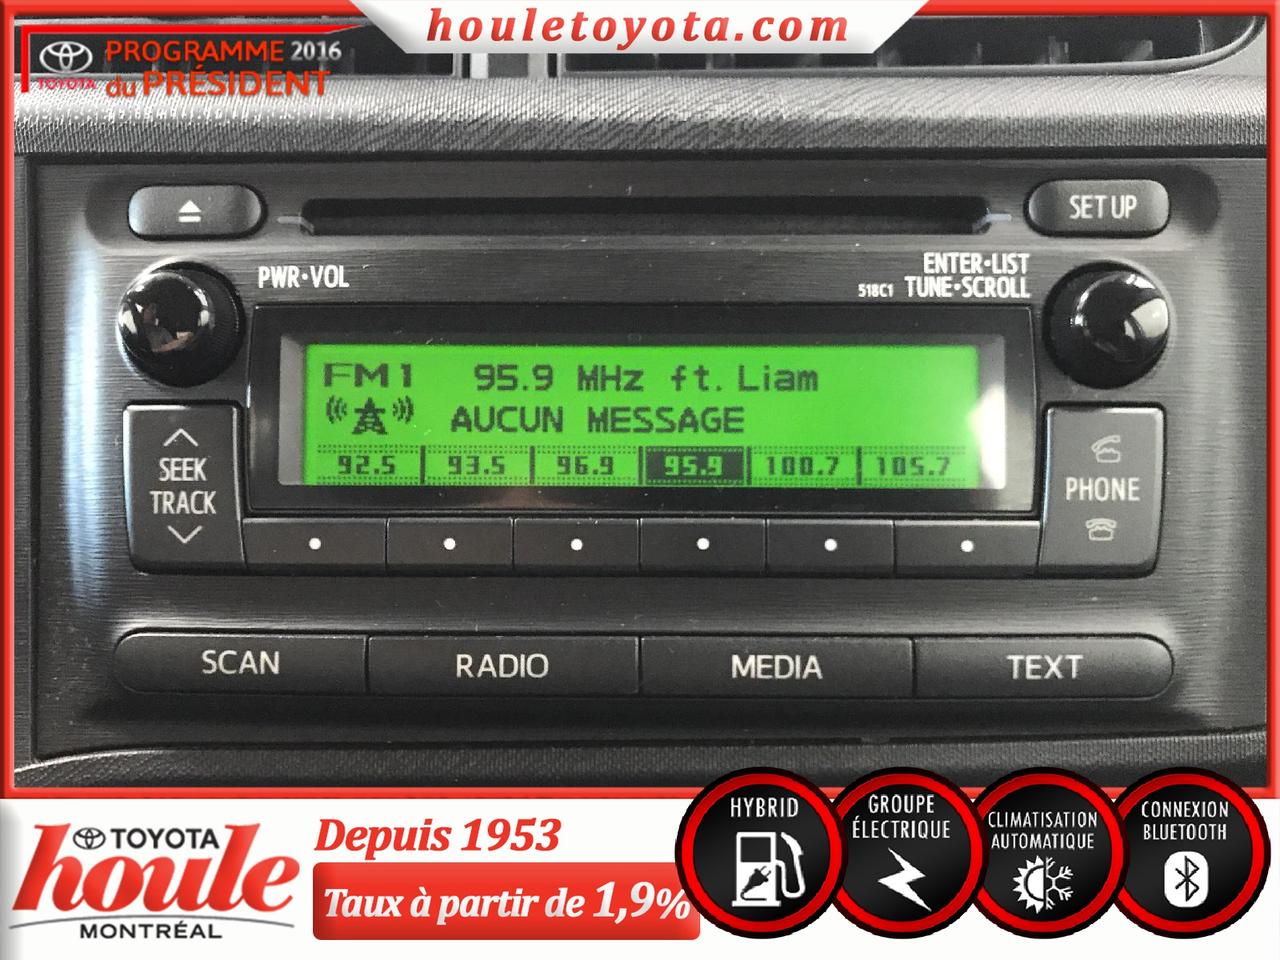 houletoyota.com
TOYOTA
PROGRAMME 2016
du PRÉSIDENT
SET UP
PWR•VOL
ENTER•LIST
518C1 TUNE•SCROLL
FM1 95.9 MHz ft. Liam
AUCUN MESSAGE
92.5 93.5 96.9 95.9 100.7 105.7
SEEK
TRACK
PHONE
SCAN RADIO MEDIA TEXT
TOYOTA
houle
MONTRÉAL
Depuis 1953
Taux à partir de 1,9%
HYBRID
GROUPE
ÉLECTRIQUE
CLIMATISATION
AUTOMATIQUE
CONNEXION
BLUETOOTH